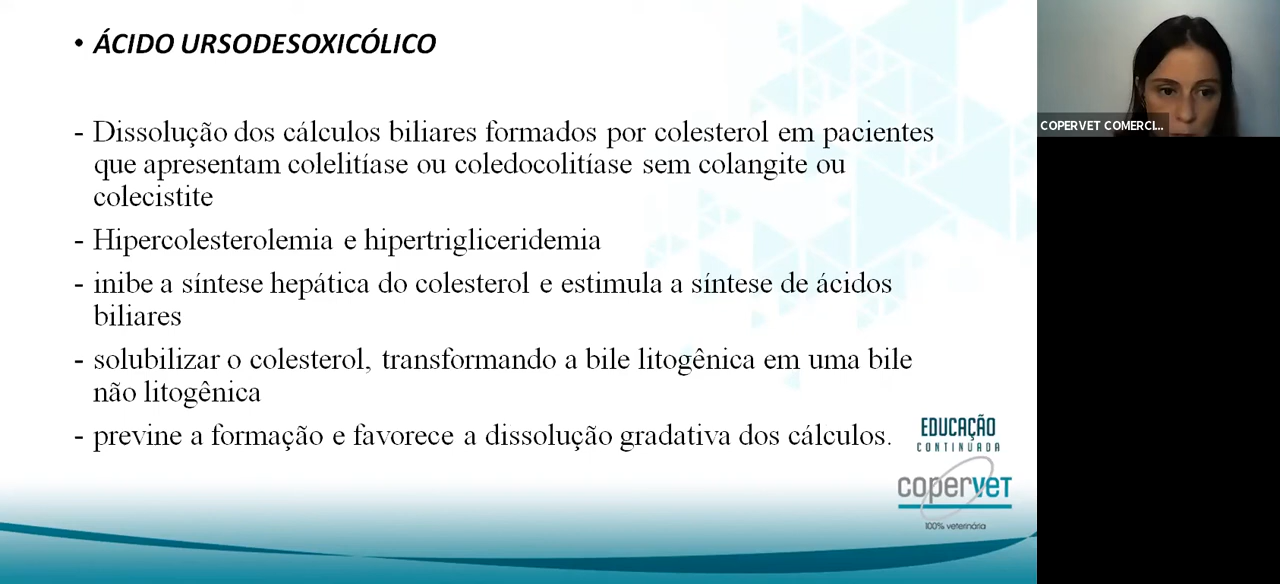 • ÁCIDO URSODESOXICÓLICO
- Dissolução dos cálculos biliares formados por colesterol em pacientes
que apresentam colelitíase ou coledocolitíase sem colangite ou
colecistite
- Hipercolesterolemia e hipertrigliceridemia
- inibe a síntese hepática do colesterol e estimula a síntese de ácidos
biliares
- solubilizar o colesterol, transformando a bile litogênica em uma bile
não litogênica
- previne a formação e favorece a dissolução gradativa dos cálculos.
EDUCAÇÃO
CONTINUADA
copervet
100% veterinária
COPERVET COMERCI...